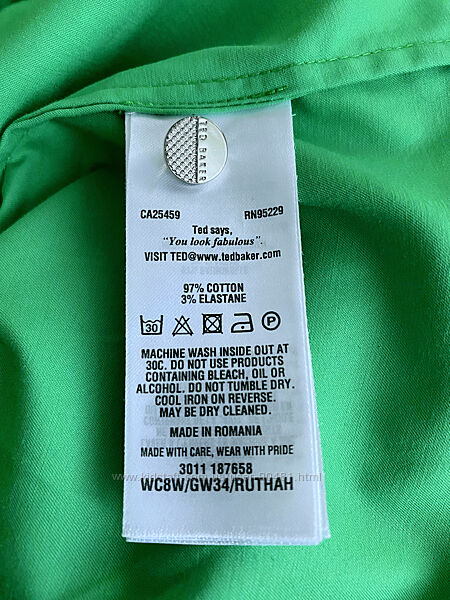 TED BAKER
CA25459 RN95229
Ted says,
"You look fabulous".
VISIT TED@www.tedbaker.com
97% COTTON
3% ELASTANE
30 P
MACHINE WASH INSIDE OUT AT
30C. DO NOT USE PRODUCTS
CONTAINING BLEACH, OIL OR
ALCOHOL. DO NOT TUMBLE DRY.
COOL IRON ON REVERSE.
MAY BE DRY CLEANED.
MADE IN ROMANIA
MADE WITH CARE, WEAR WITH PRIDE
3011 187658
WC8W/GW34/RUTHAH